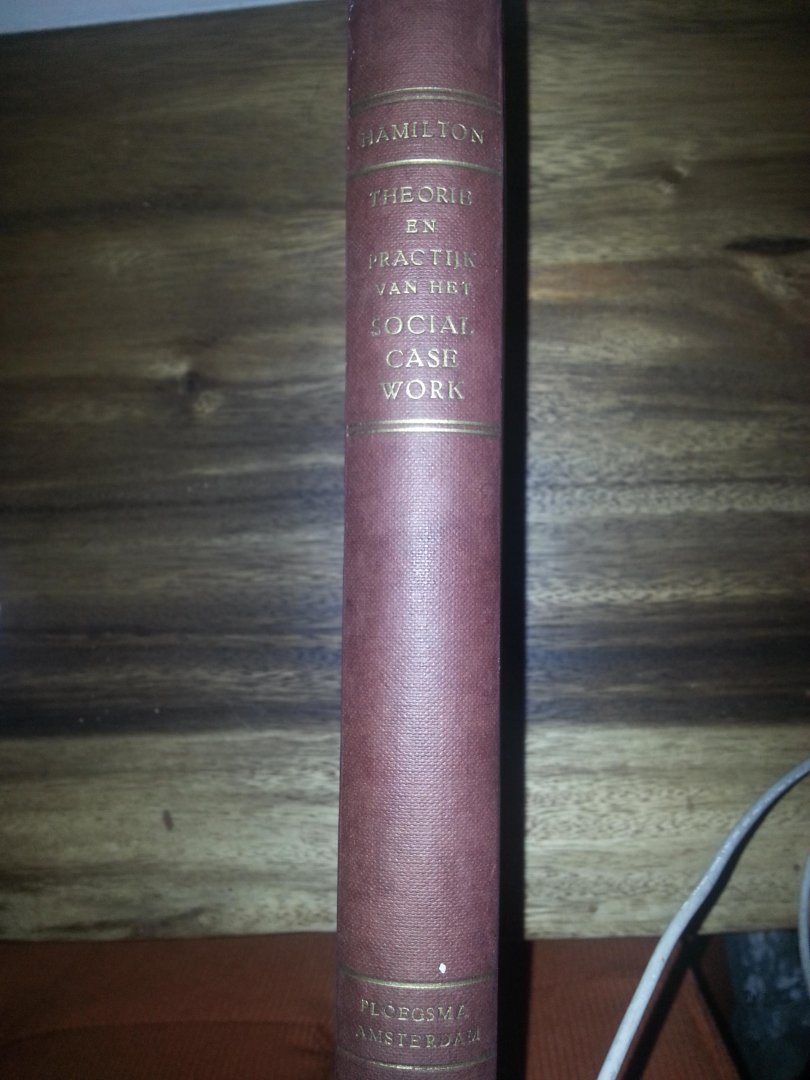 HAMILTON
THEORIE
EN
PRACTIJK
VAN HET
SOCIAL
CASE
WORK
PLOEGSMA
AMSTERDAM